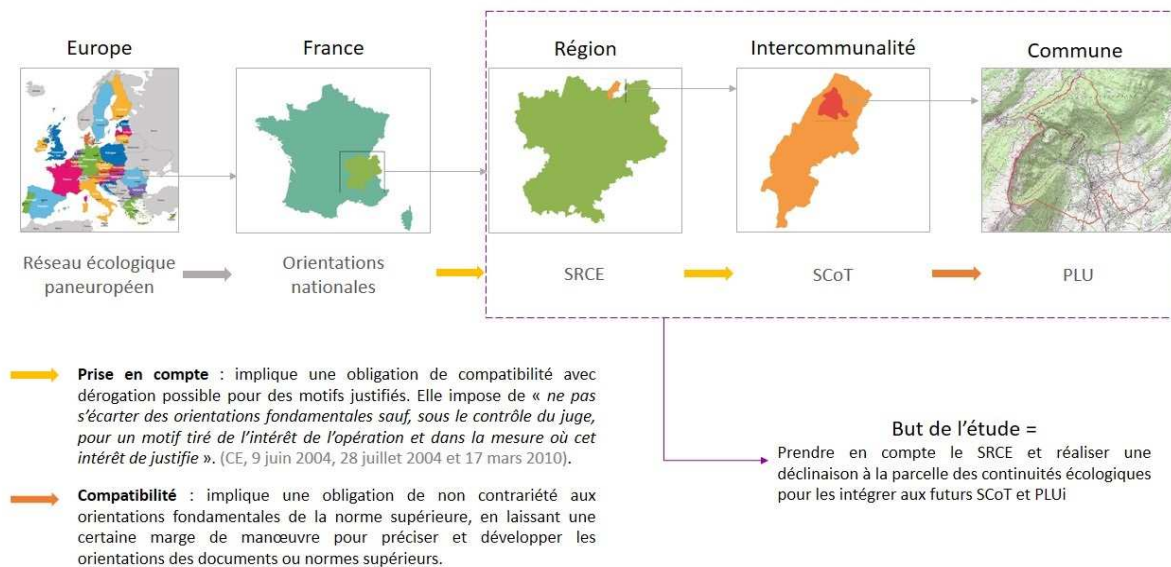 Europe
France
Région
Intercommunalité
Commune
Réseau écologique
paneuropéen
Orientations
nationales
SRCE
SCoT
PLU
Prise en compte : implique une obligation de compatibilité avec
dérogation possible pour des motifs justifiés. Elle impose de « ne pas
s’écarter des orientations fondamentales sauf, sous le contrôle du juge,
pour un motif tiré de l’intérêt de l’opération et dans la mesure où cet
intérêt de justifie ». (CE, 9 juin 2004, 28 juillet 2004 et 17 mars 2010).
Compatibilité : implique une obligation de non contrariété aux
orientations fondamentales de la norme supérieure, en laissant une
certaine marge de manœuvre pour préciser et développer les
orientations des documents ou normes supérieurs.
But de l’étude =
Prendre en compte le SRCE et réaliser une
déclinaison à la parcelle des continuités écologiques
pour les intégrer aux futurs SCoT et PLUi